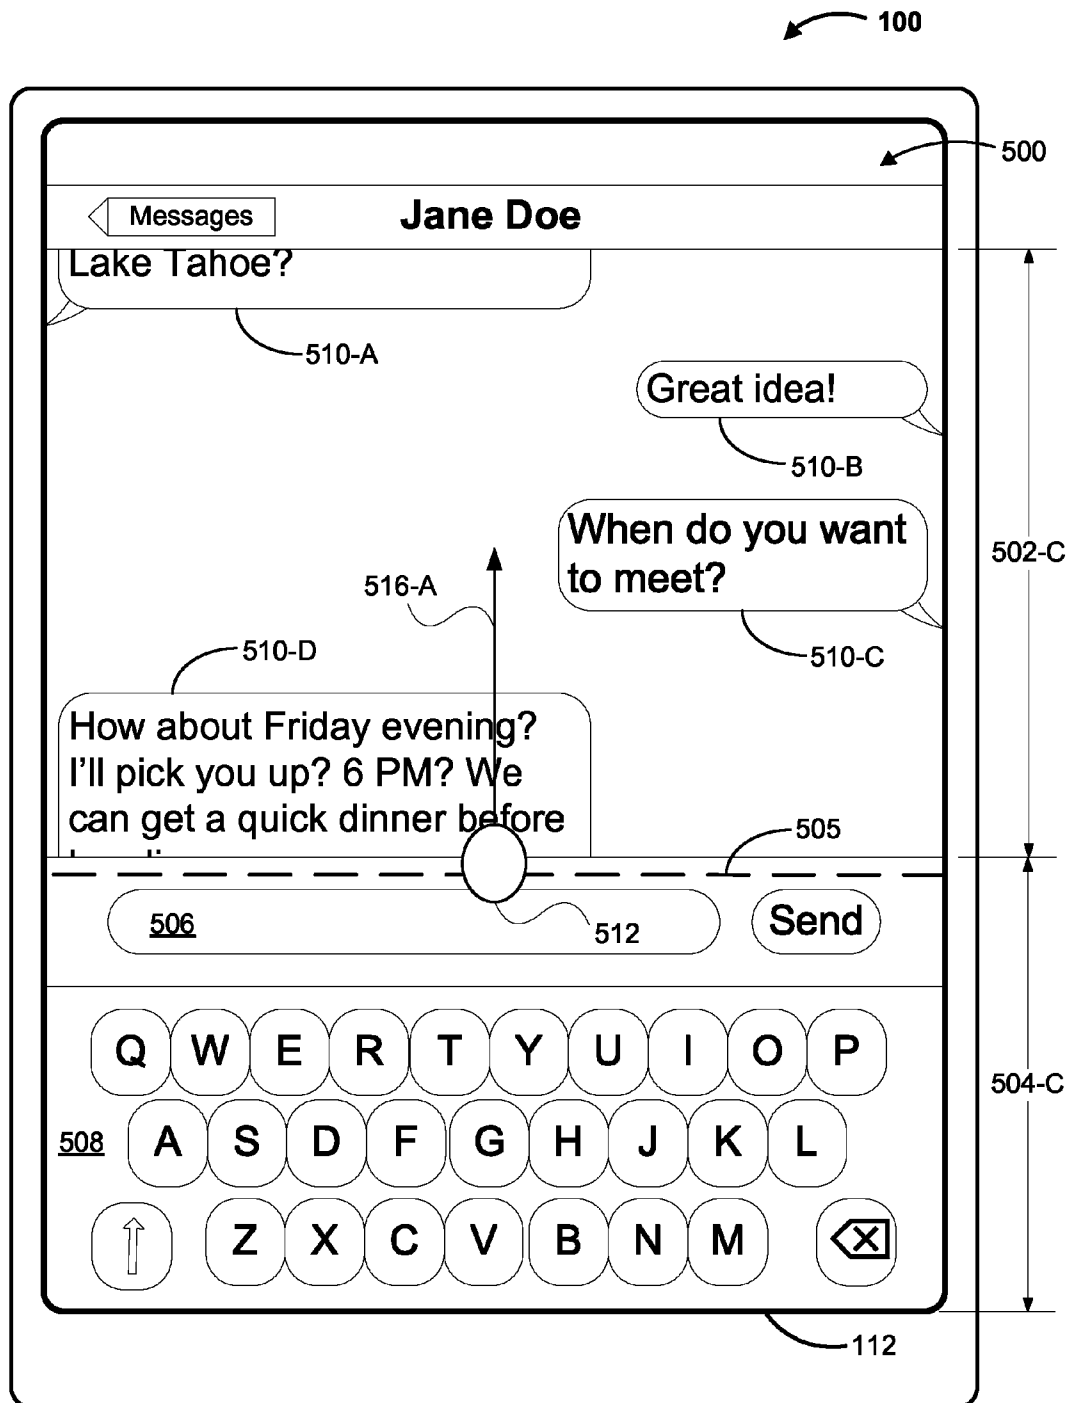 100
500
Messages
Jane Doe
Lake Tahoe?
510-A
Great idea!
510-B
When do you want
to meet?
502-C
516-A
510-C
510-D
How about Friday evening?
I'll pick you up? 6 PM? We
can get a quick dinner before
505
506
Send
512
Q W E R T Y U I O P
504-C
508
A S D F G H J K L
Z X C V B N M
112